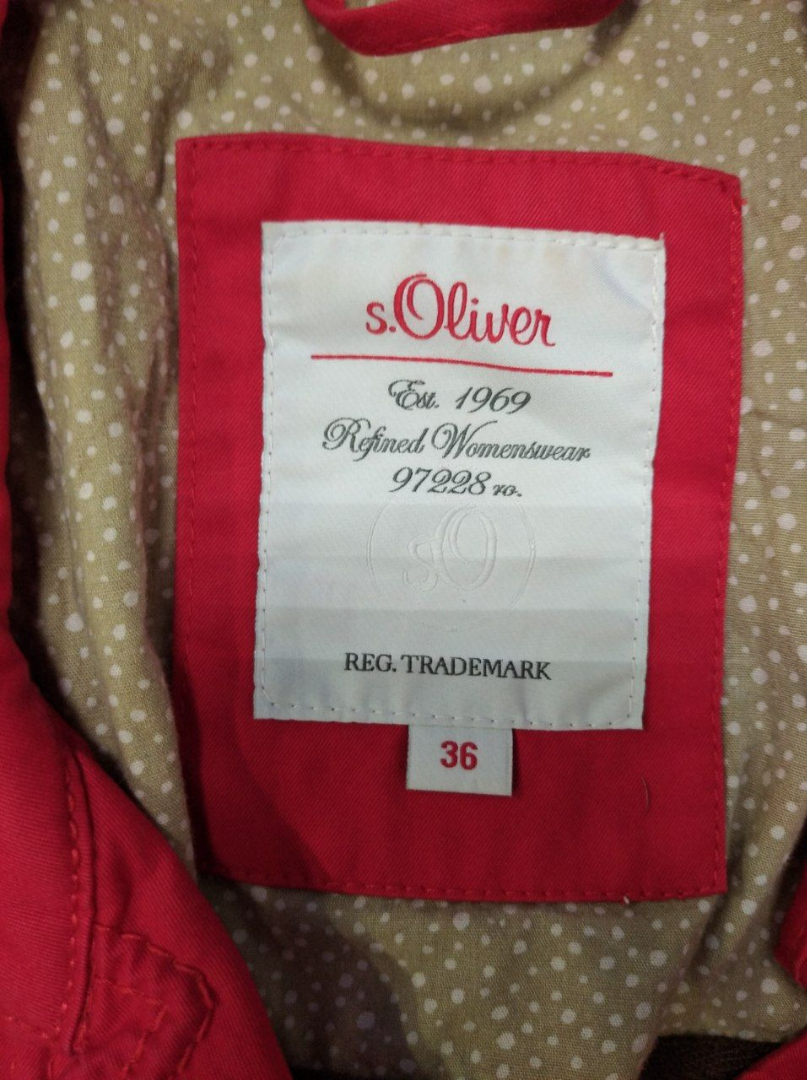 s.Oliver
Est. 1969
Refined Womenswear
97228 ro.
sO
REG. TRADEMARK
36